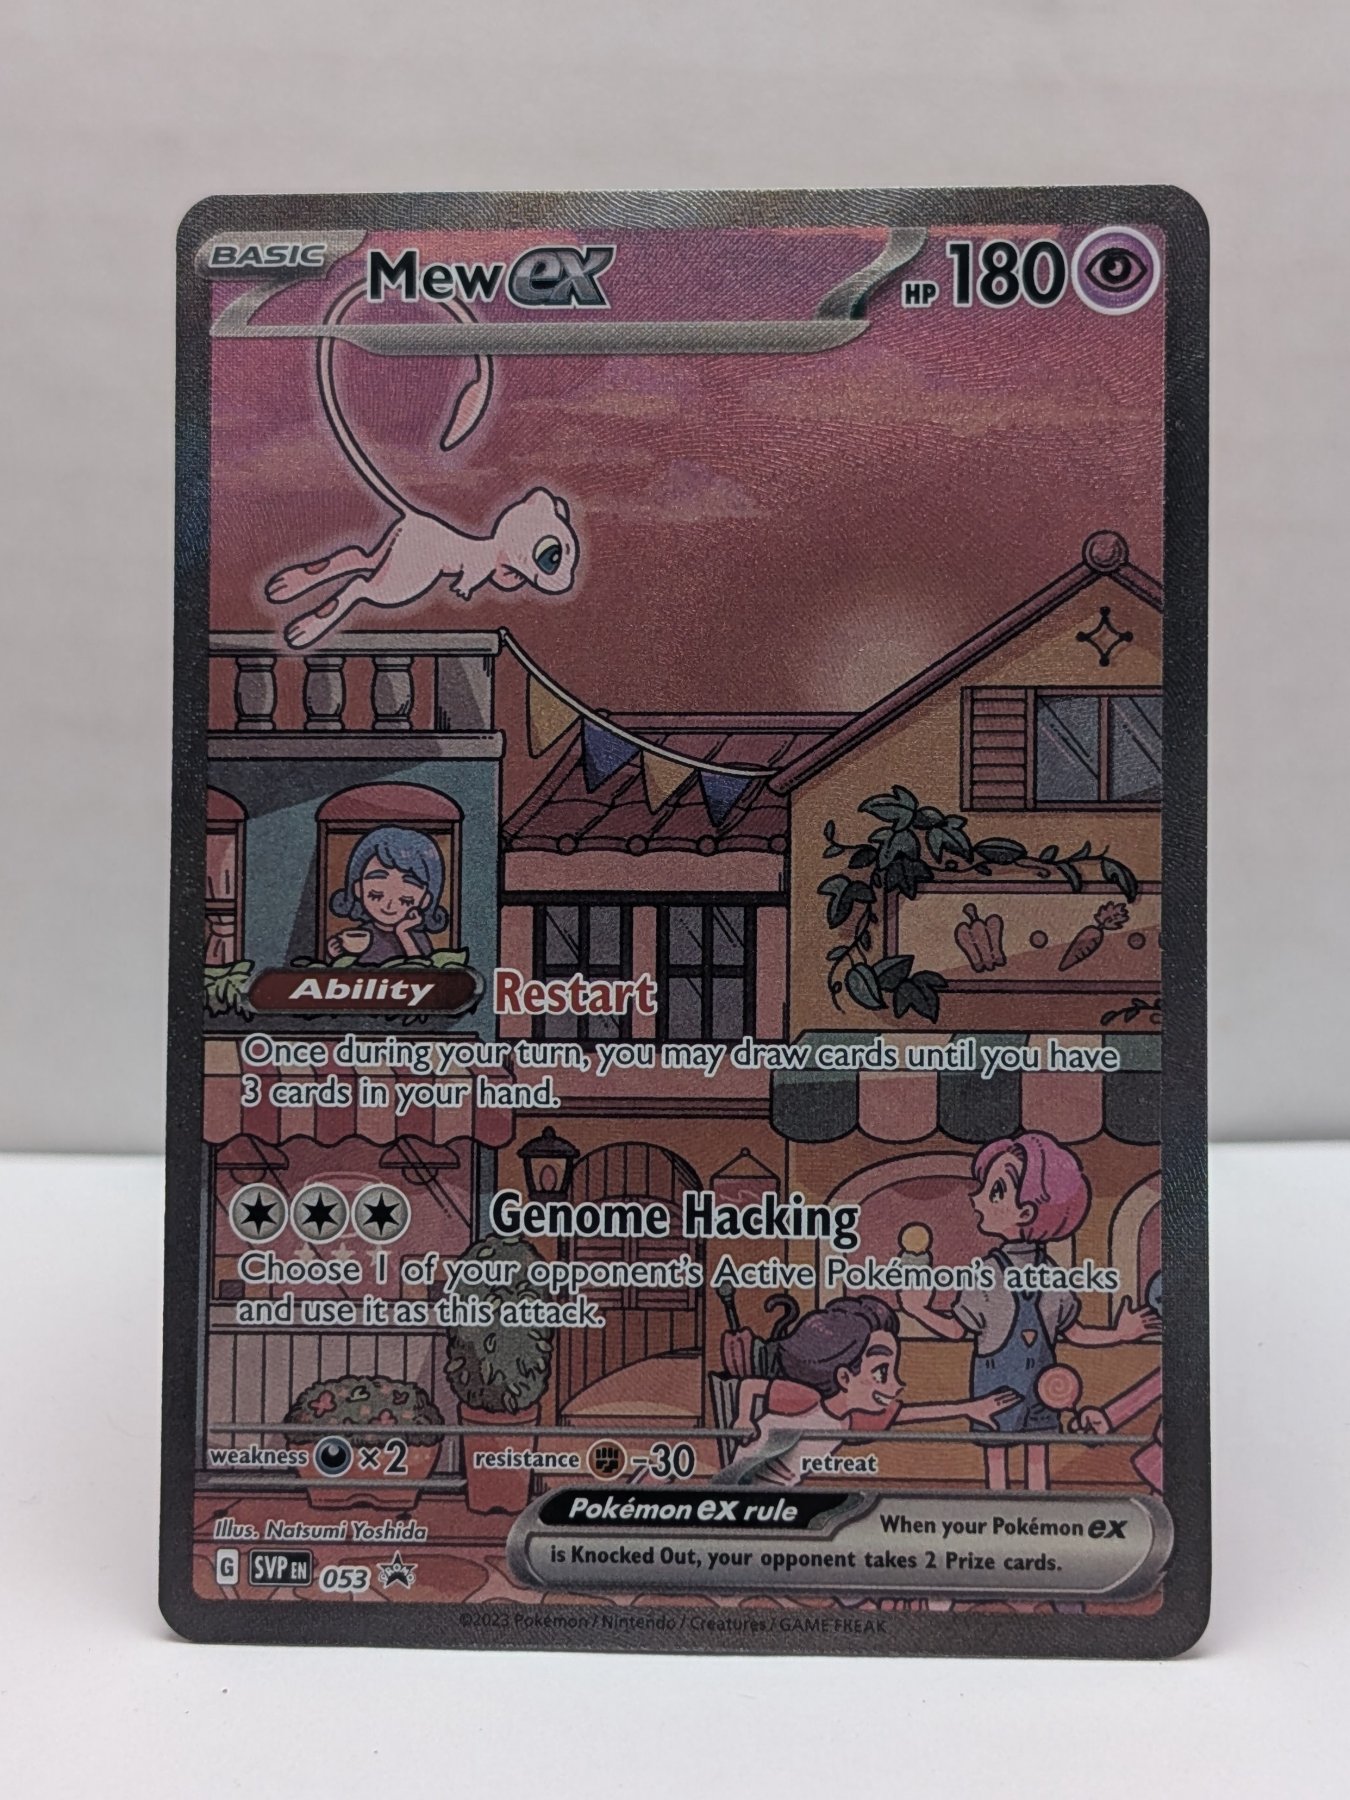 BASIC Mew ex HP 180
Ability Restart
Once during your turn, you may draw cards until you have
3 cards in your hand.
Genome Hacking
Choose 1 of your opponent's Active Pokémon's attacks
and use it as this attack.
weakness ×2 resistance -30 retreat
Pokémon ex rule
When your Pokémon ex
is Knocked Out, your opponent takes 2 Prize cards.
Illus. Natsumi Yoshida
G SVP EN 053 PROMO
©2023 Pokémon / Nintendo / Creatures / GAME FREAK